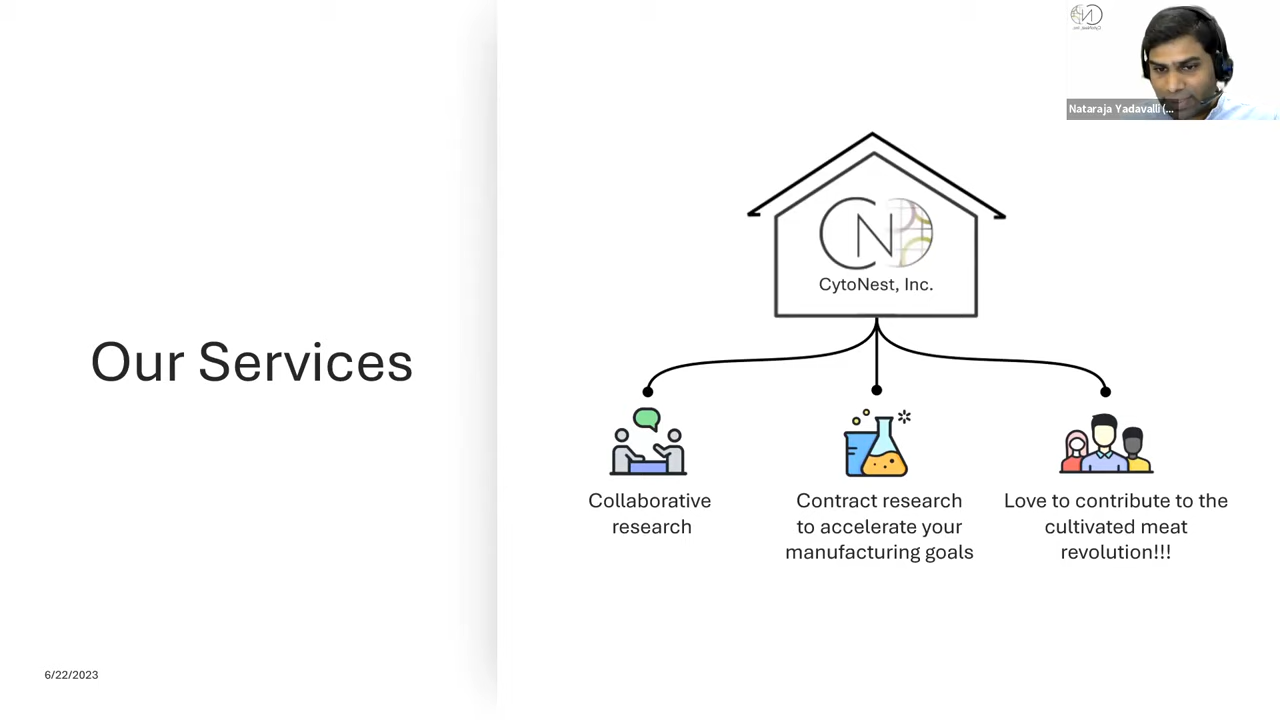 Nataraja Yadavalli (...
CN
CytoNest, Inc.
Our Services
Collaborative
research
Contract research
to accelerate your
manufacturing goals
Love to contribute to the
cultivated meat
revolution!!!
6/22/2023